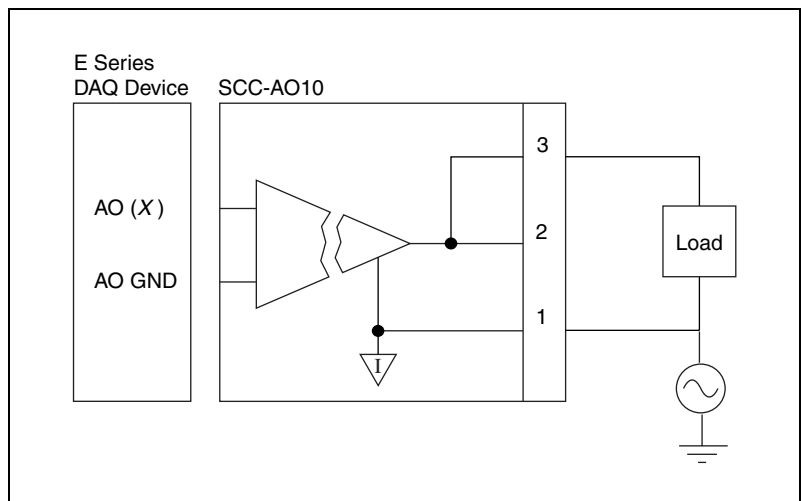 E Series
DAQ Device
SCC-AO10
AO (X)
AO GND
3
2
1
I
Load